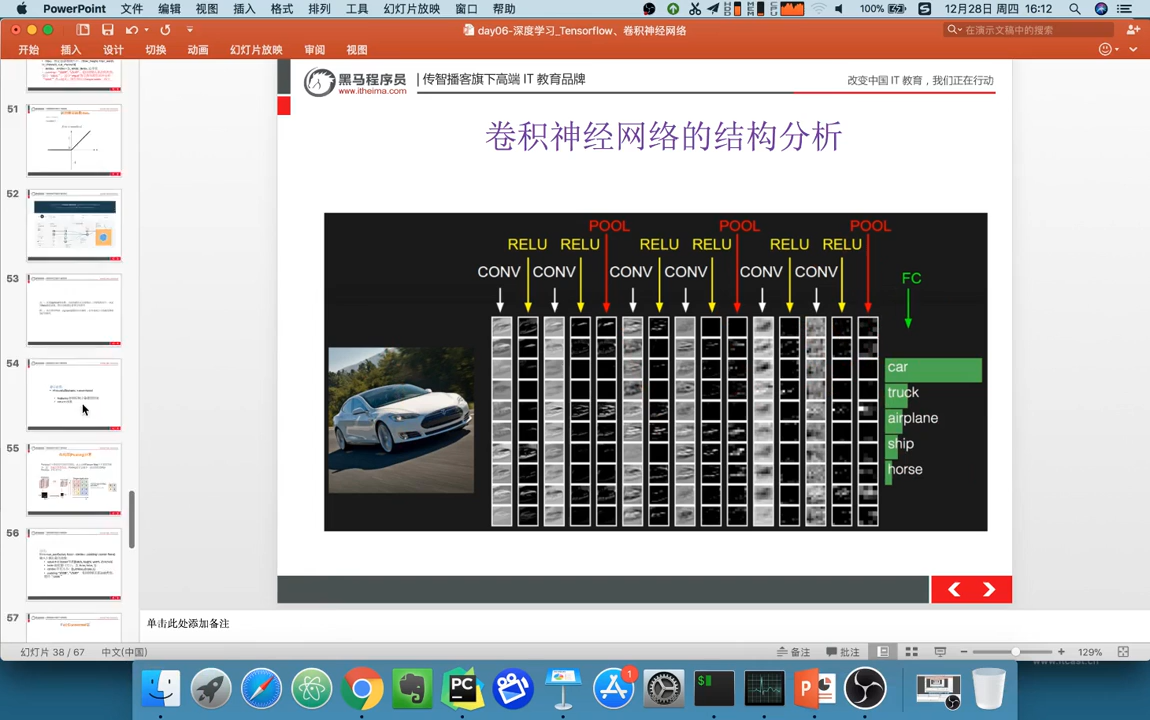 PowerPoint 文件 编辑 视图 插入 格式 排列 工具 幻灯片放映 窗口 帮助 100% 12月28日 周四 16:12
day06-深度学习_Tensorflow、卷积神经网络
在演示文稿中的搜索
开始 插入 设计 切换 动画 幻灯片放映 审阅 视图
黑马程序员
www.itheima.com
传智播客旗下高端 IT 教育品牌
改变中国 IT 教育，我们正在行动
卷积神经网络的结构分析
POOL POOL POOL
RELU RELU RELU RELU RELU RELU
CONV CONV CONV CONV CONV CONV
FC
car
truck
airplane
ship
horse
51
52
53
54
55
56
57
单击此处添加备注
幻灯片 38 / 67 中文(中国) 备注 批注 129%
www.itcast.cn
PC
1
$
P